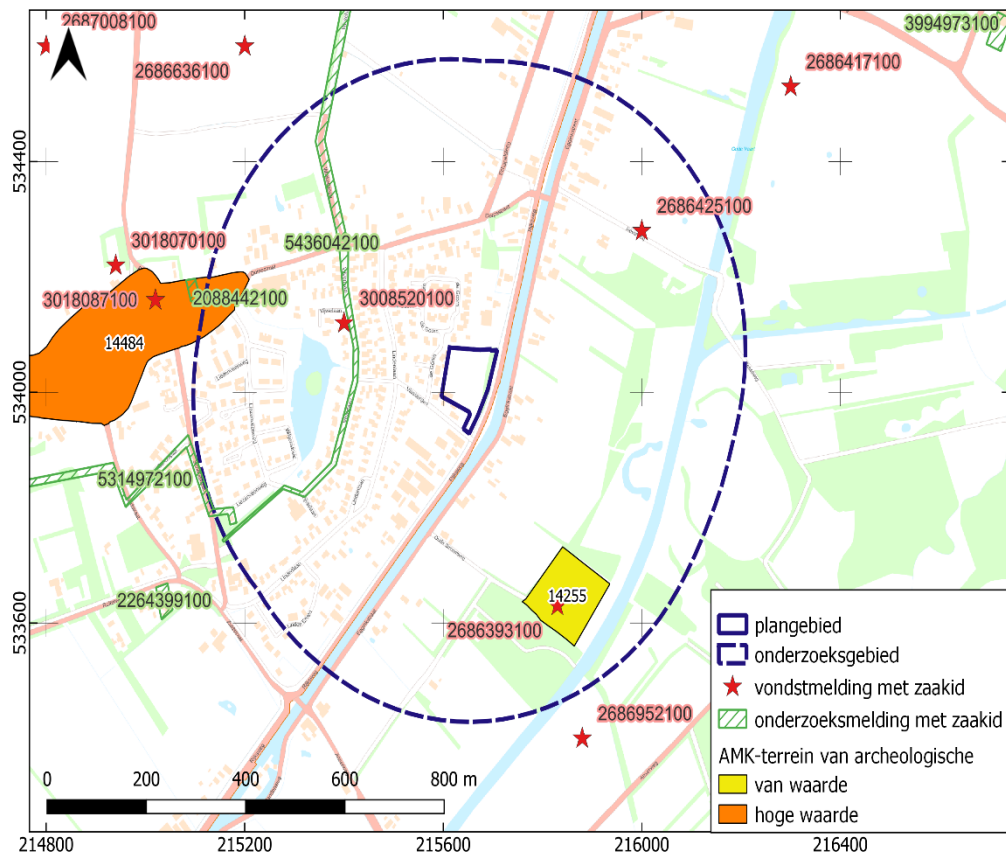 2687008100
3994973100
2686636100
2686417100
534400
2686425100
3018070100
5436042100
3018087100
2088442100
3008520100
14484
534000
5314972100
2264399100
14255
533600
2686393100
2686952100
plangebied
onderzoeksgebied
vondstmelding met zaakid
onderzoeksmelding met zaakid
AMK-terrein van archeologische
van waarde
hoge waarde
0 200 400 600 800 m
214800 215200 215600 216000 216400